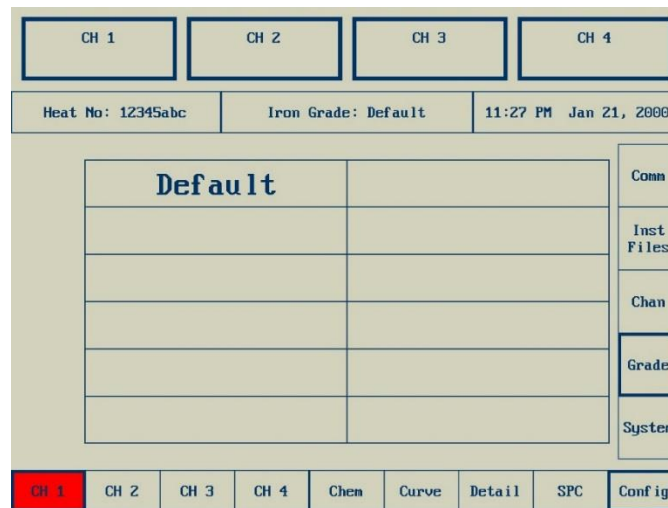 CH 1 CH 2 CH 3 CH 4
Heat No: 12345abc Iron Grade: Default 11:27 PM Jan 21, 2000
Default
Comm
Inst
Files
Chan
Grade
System
CH 1 CH 2 CH 3 CH 4 Chem Curve Detail SPC Config